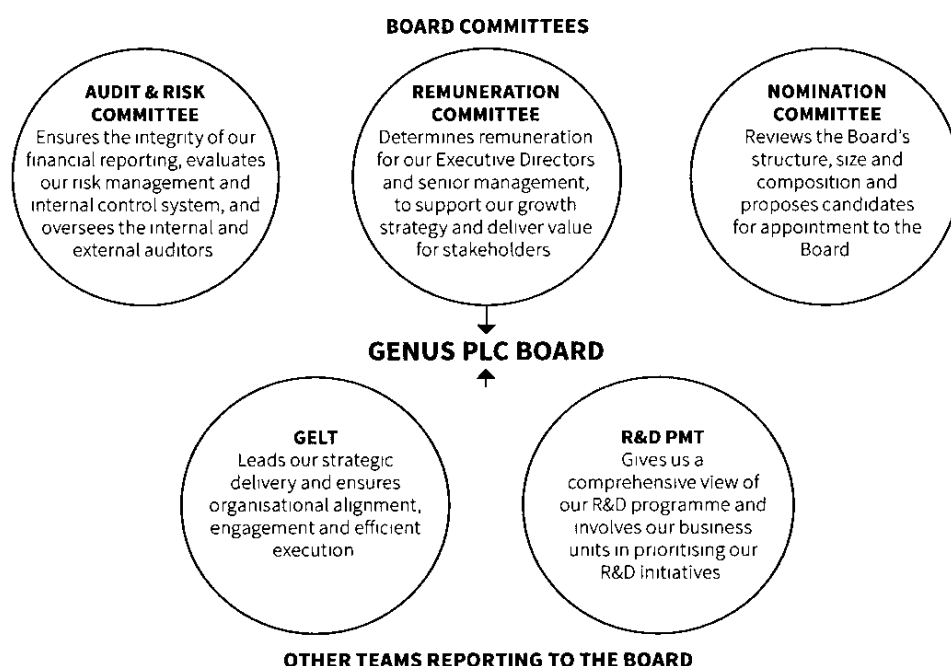 BOARD COMMITTEES
AUDIT & RISK
COMMITTEE
Ensures the integrity of our
financial reporting, evaluates
our risk management and
internal control system, and
oversees the internal and
external auditors
REMUNERATION
COMMITTEE
Determines remuneration
for our Executive Directors
and senior management,
to support our growth
strategy and deliver value
for stakeholders
NOMINATION
COMMITTEE
Reviews the Board's
structure, size and
composition and
proposes candidates
for appointment to the
Board
GENUS PLC BOARD
GELT
Leads our strategic
delivery and ensures
organisational alignment,
engagement and efficient
execution
R&D PMT
Gives us a
comprehensive view of
our R&D programme and
involves our business
units in prioritising our
R&D initiatives
OTHER TEAMS REPORTING TO THE BOARD